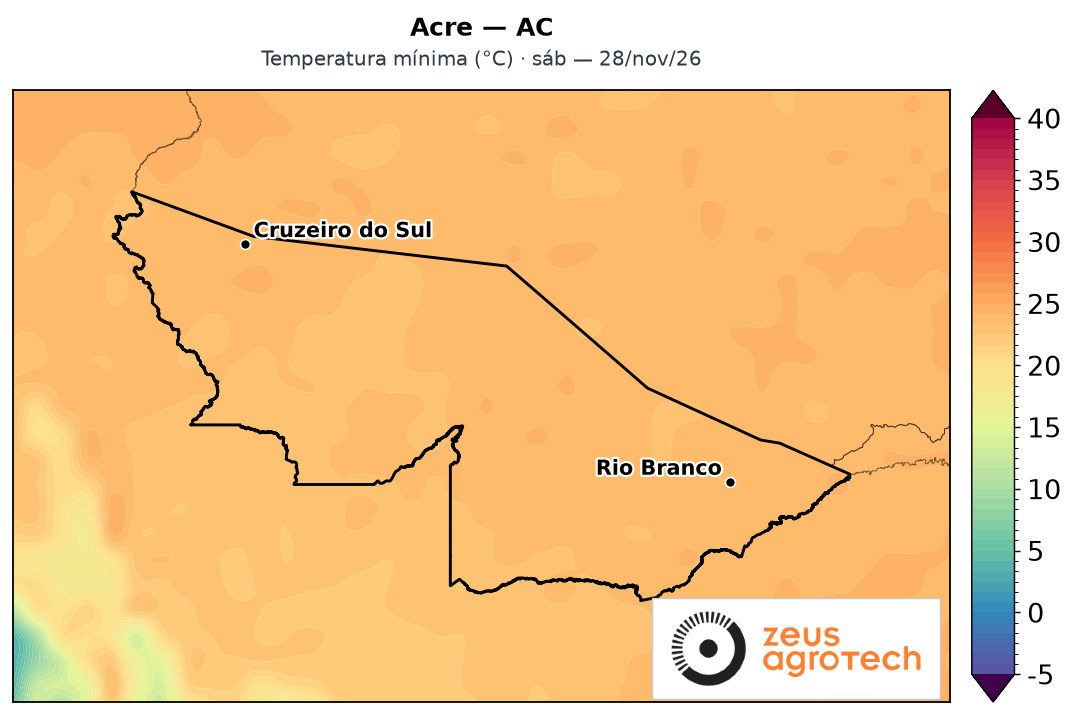 Acre — AC
Temperatura mínima (°C) · sáb — 28/nov/26
Cruzeiro do Sul
Rio Branco
40
35
30
25
20
15
10
5
0
-5
zeus
agrotech